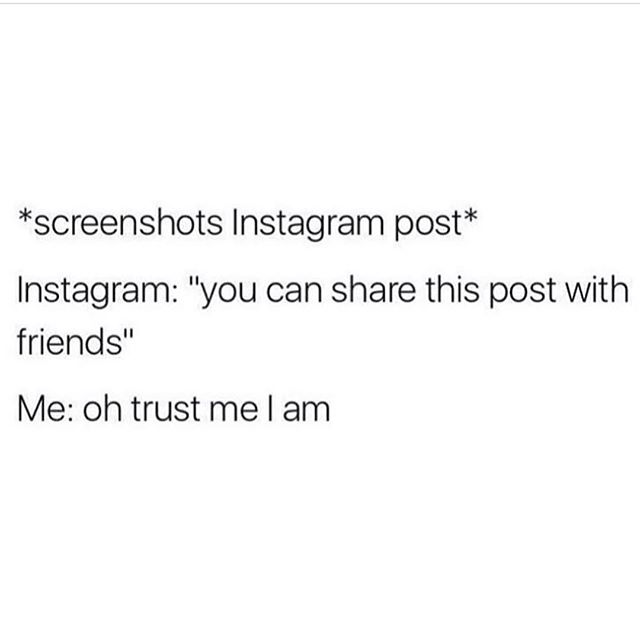 *screenshots Instagram post*
Instagram: "you can share this post with
friends"
Me: oh trust me I am